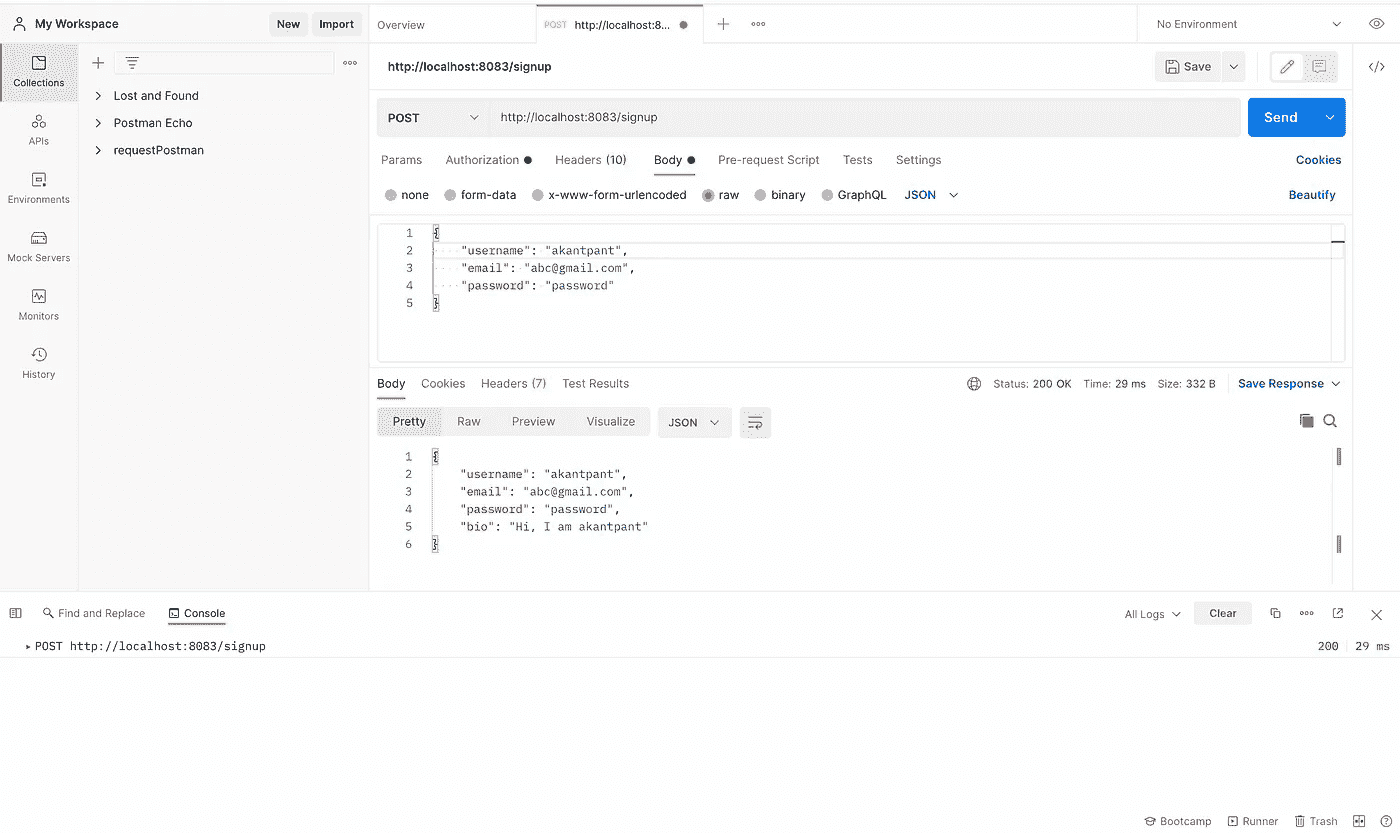 My Workspace New Import Overview POST http://localhost:8... No Environment
Collections
APIs
Environments
Mock Servers
Monitors
History
Lost and Found
Postman Echo
requestPostman
http://localhost:8083/signup Save </>
POST http://localhost:8083/signup Send
Params Authorization Headers (10) Body Pre-request Script Tests Settings Cookies
none form-data x-www-form-urlencoded raw binary GraphQL JSON Beautify
1 {
2 "username": "akantpant",
3 "email": "abc@gmail.com",
4 "password": "password"
5 }
Body Cookies Headers (7) Test Results Status: 200 OK Time: 29 ms Size: 332 B Save Response
Pretty Raw Preview Visualize JSON
1 {
2 "username": "akantpant",
3 "email": "abc@gmail.com",
4 "password": "password",
5 "bio": "Hi, I am akantpant"
6 }
Find and Replace Console All Logs Clear
POST http://localhost:8083/signup 200 29 ms
Bootcamp Runner Trash